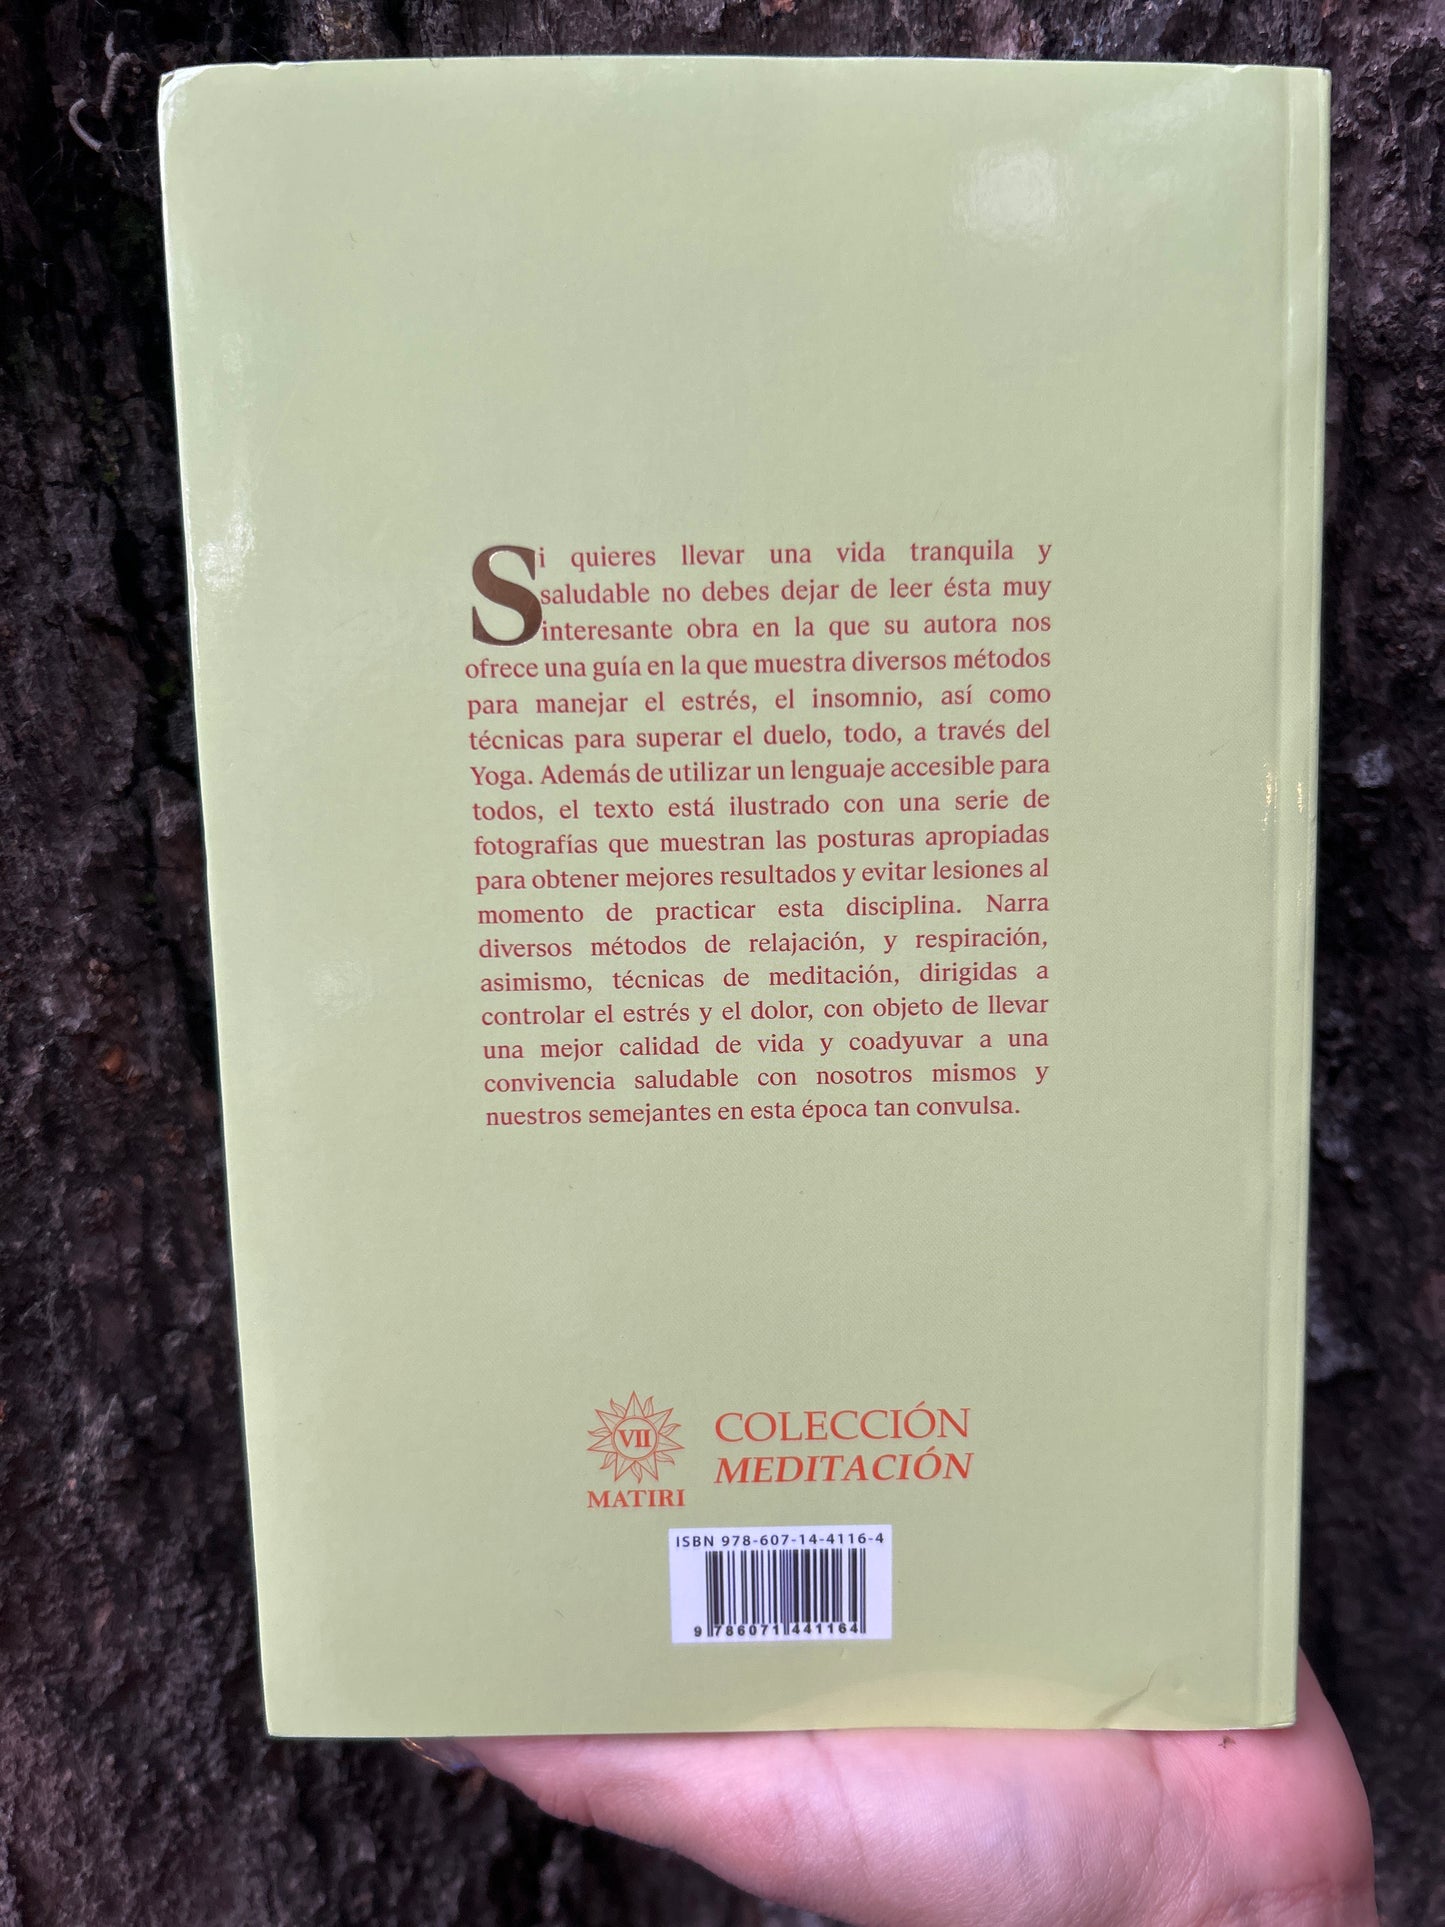 Si quieres llevar una vida tranquila y
saludable no debes dejar de leer ésta muy
interesante obra en la que su autora nos
ofrece una guía en la que muestra diversos métodos
para manejar el estrés, el insomnio, así como
técnicas para superar el duelo, todo, a través del
Yoga. Además de utilizar un lenguaje accesible para
todos, el texto está ilustrado con una serie de
fotografías que muestran las posturas apropiadas
para obtener mejores resultados y evitar lesiones al
momento de practicar esta disciplina. Narra
diversos métodos de relajación, y respiración,
asimismo, técnicas de meditación, dirigidas a
controlar el estrés y el dolor, con objeto de llevar
una mejor calidad de vida y coadyuvar a una
convivencia saludable con nosotros mismos y
nuestros semejantes en esta época tan convulsa.
VII
MATIRI
COLECCIÓN
MEDITACIÓN
ISBN 978-607-14-4116-4
9 786071 441164